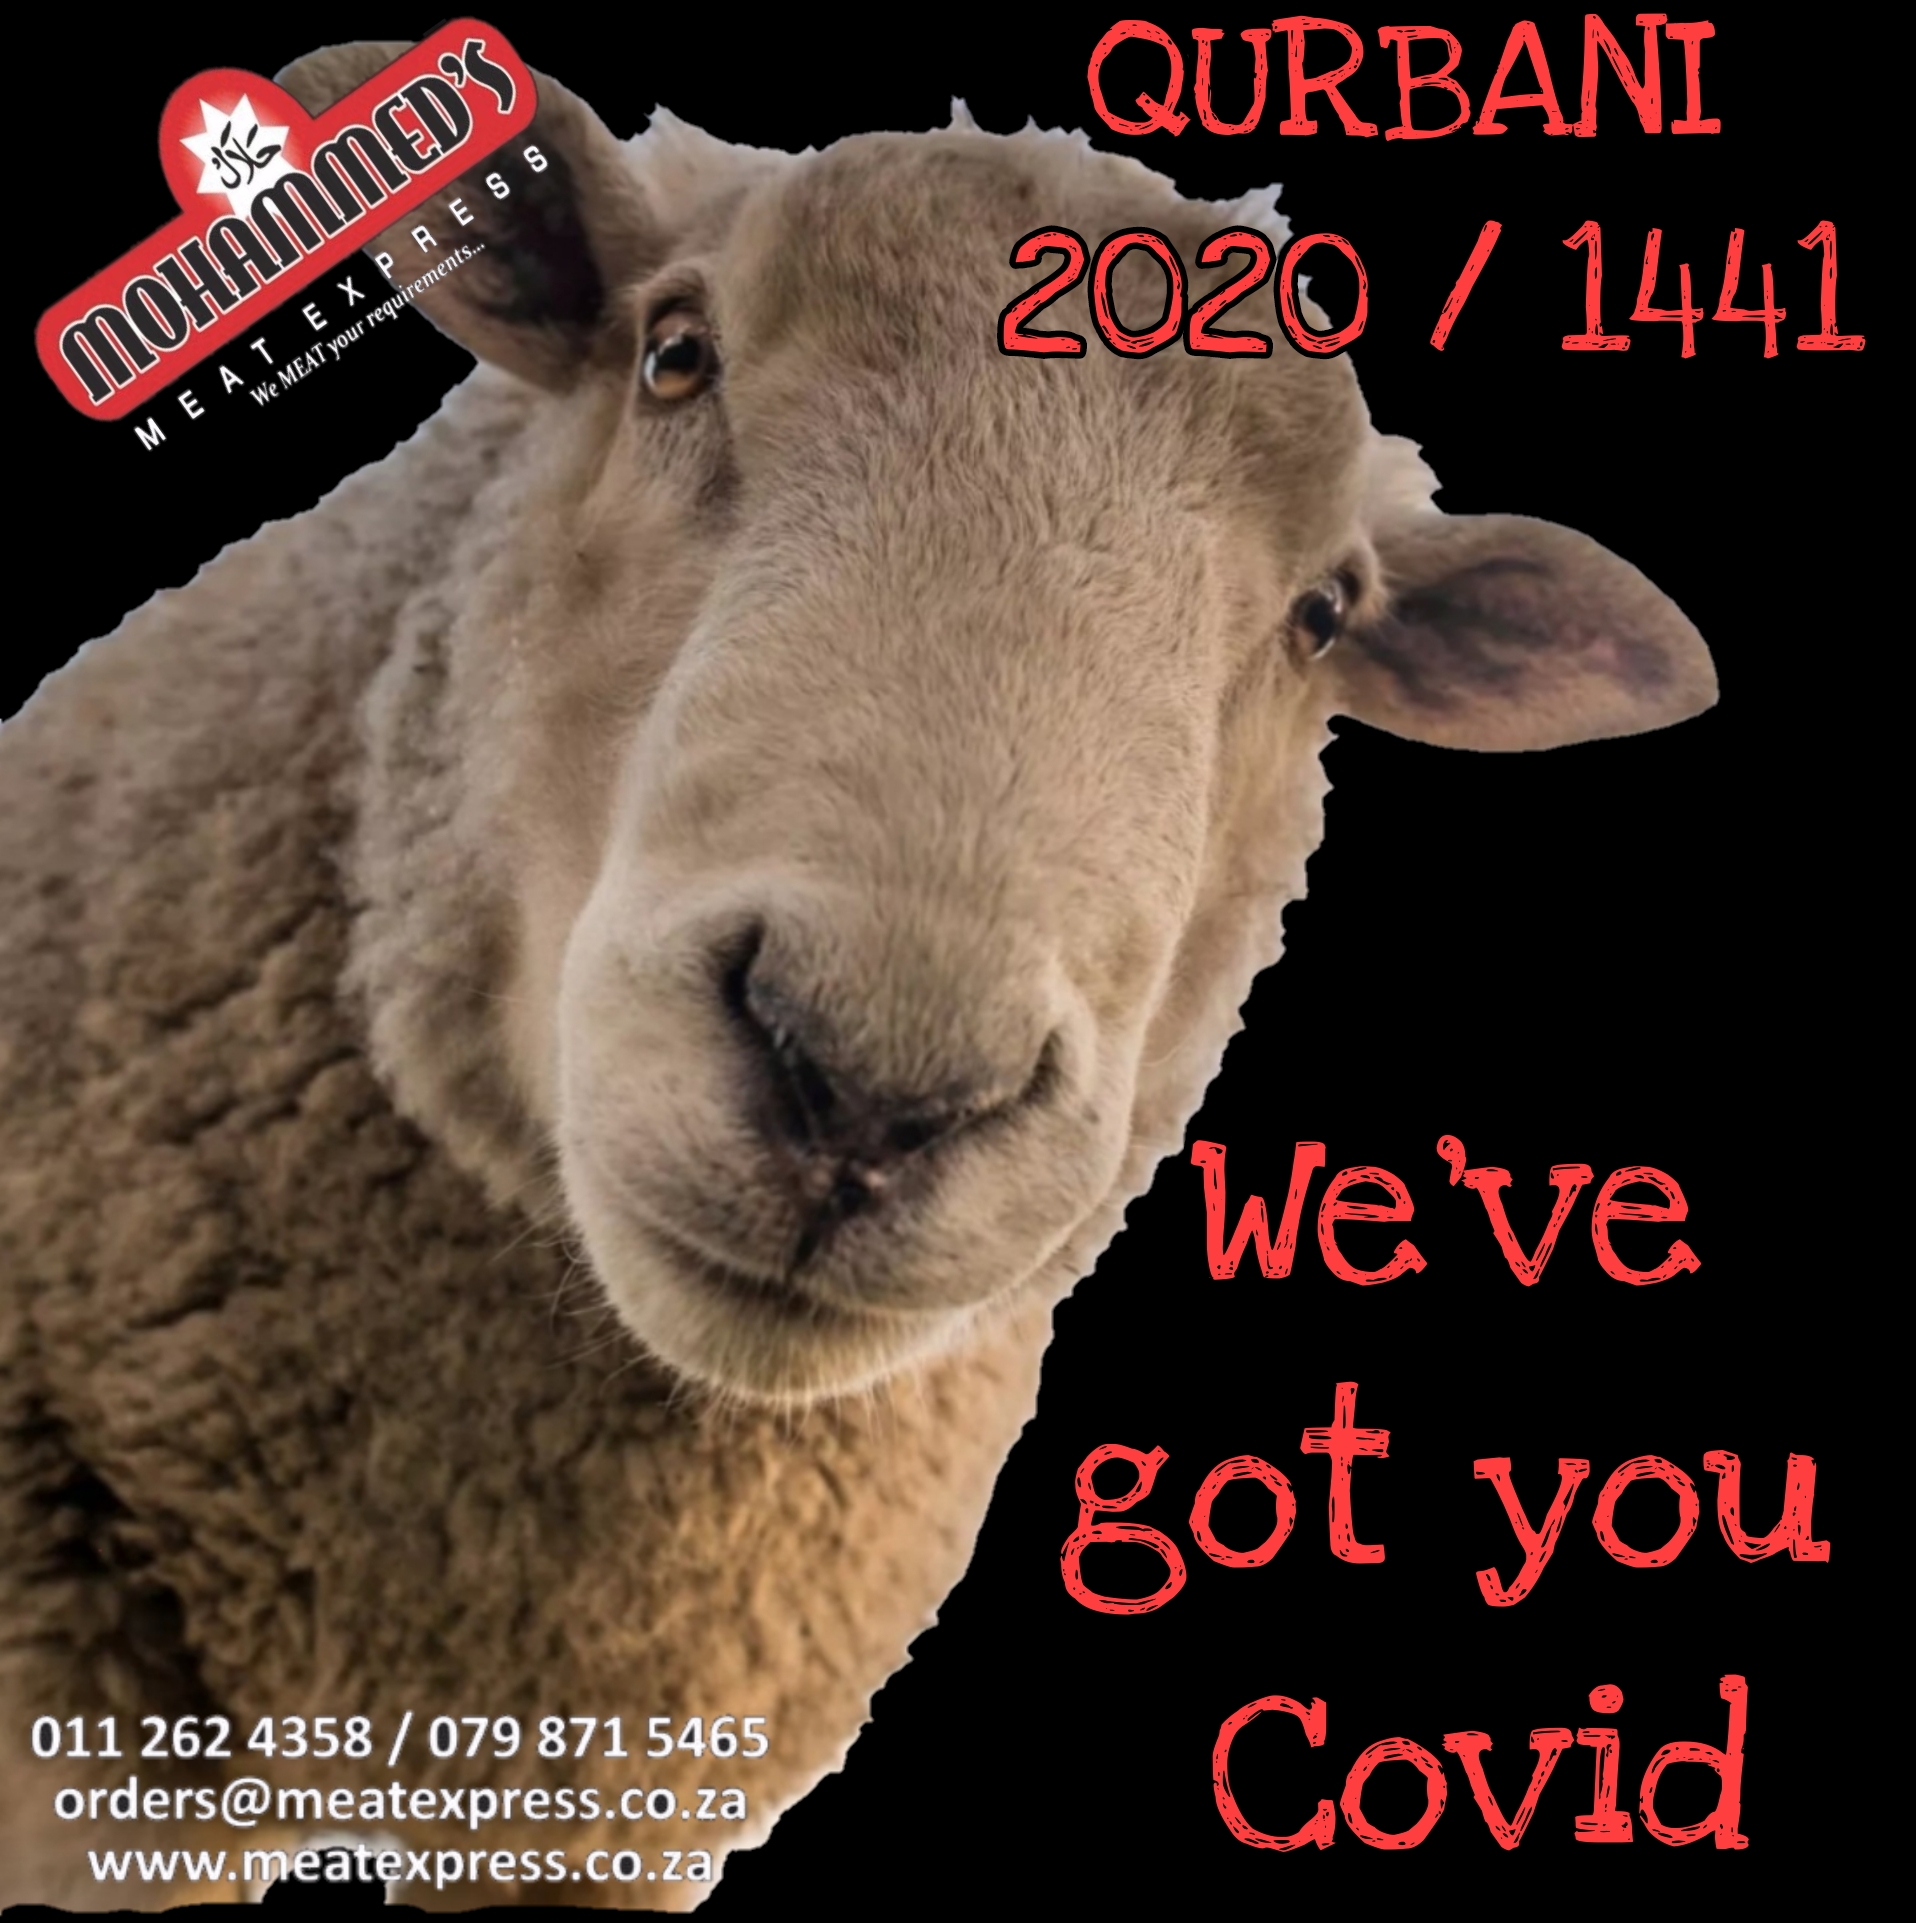 حلال
MOHAMMED'S
MEAT EXPRESS
We MEAT your requirements...
QURBANI
2020 / 1441
We've
got you
Covid
011 262 4358 / 079 871 5465
orders@meatexpress.co.za
www.meatexpress.co.za